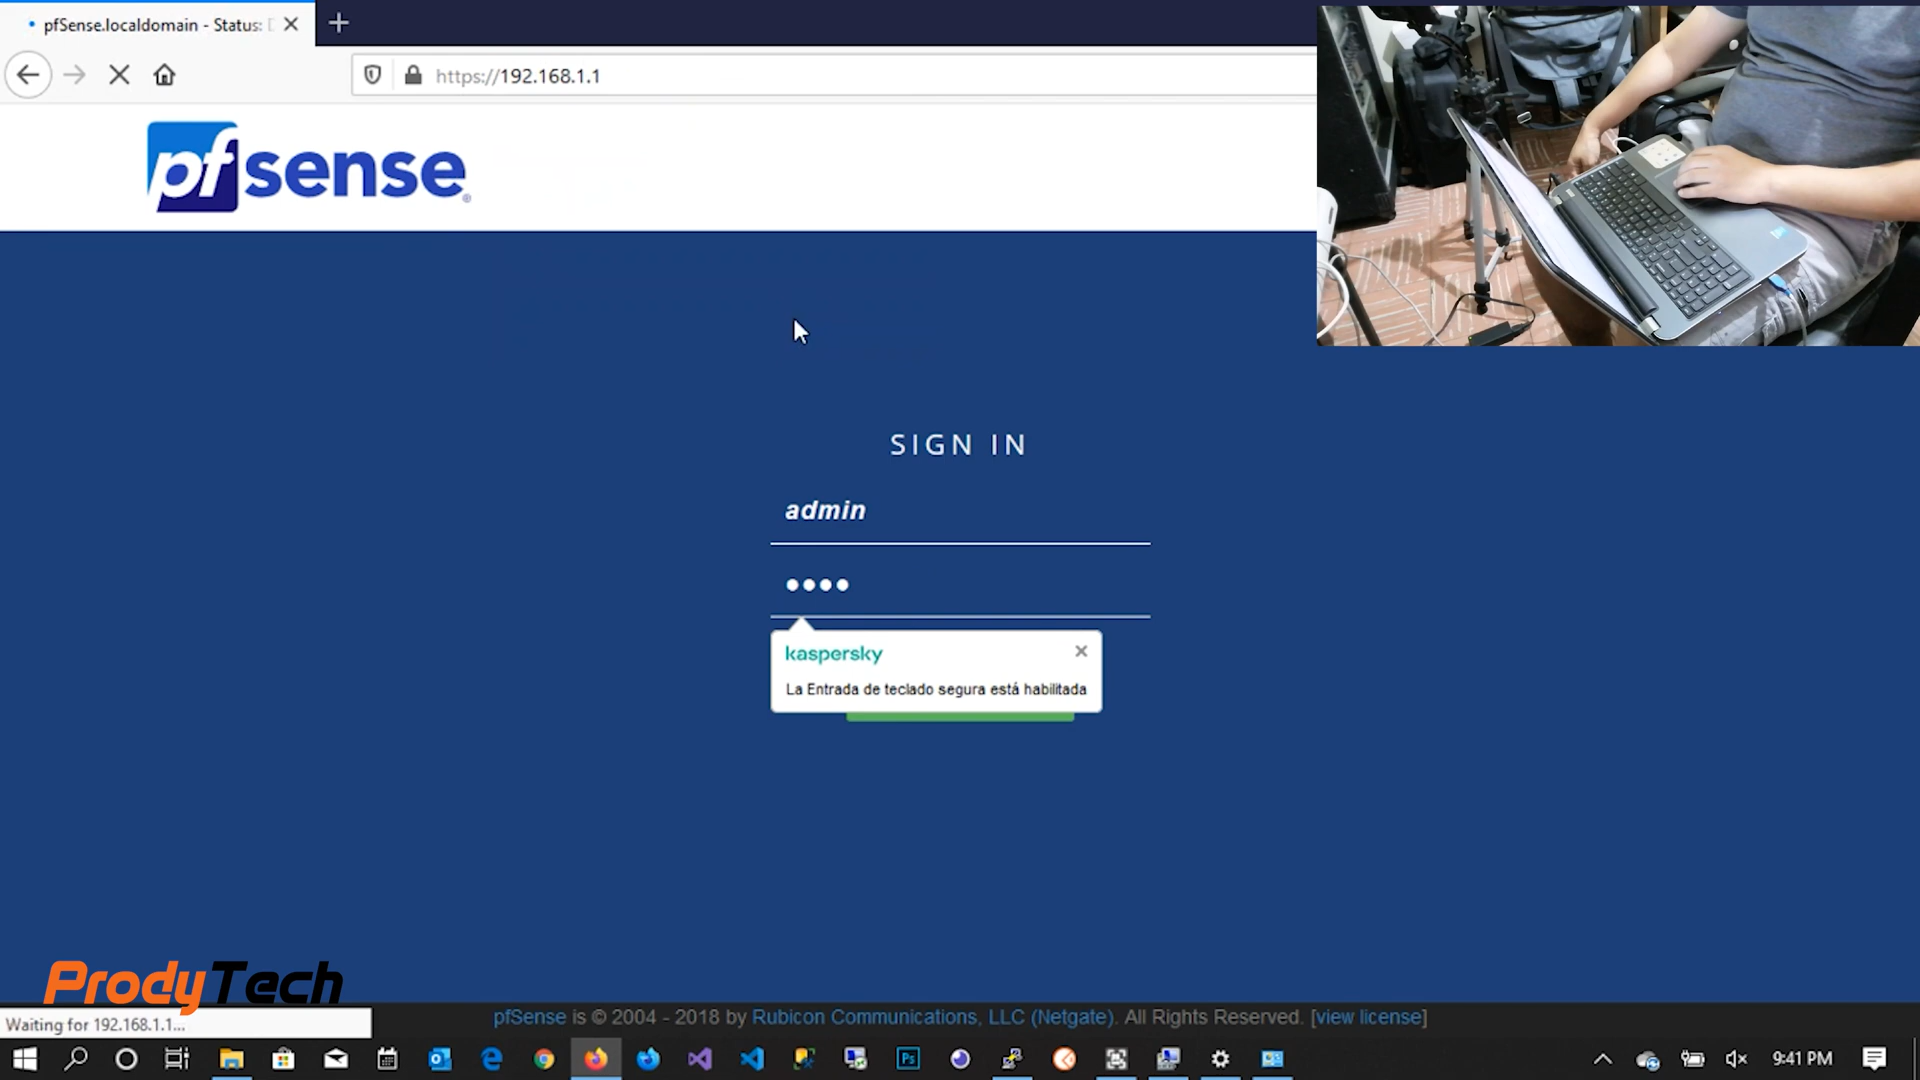 pfSense.localdomain - Status: D
https://192.168.1.1
pfsense
SIGN IN
admin
kaspersky
La Entrada de teclado segura está habilitada
ProdyTech
Waiting for 192.168.1.1...
pfSense is © 2004 - 2018 by Rubicon Communications, LLC (Netgate). All Rights Reserved. [view license]
Ps
9:41 PM